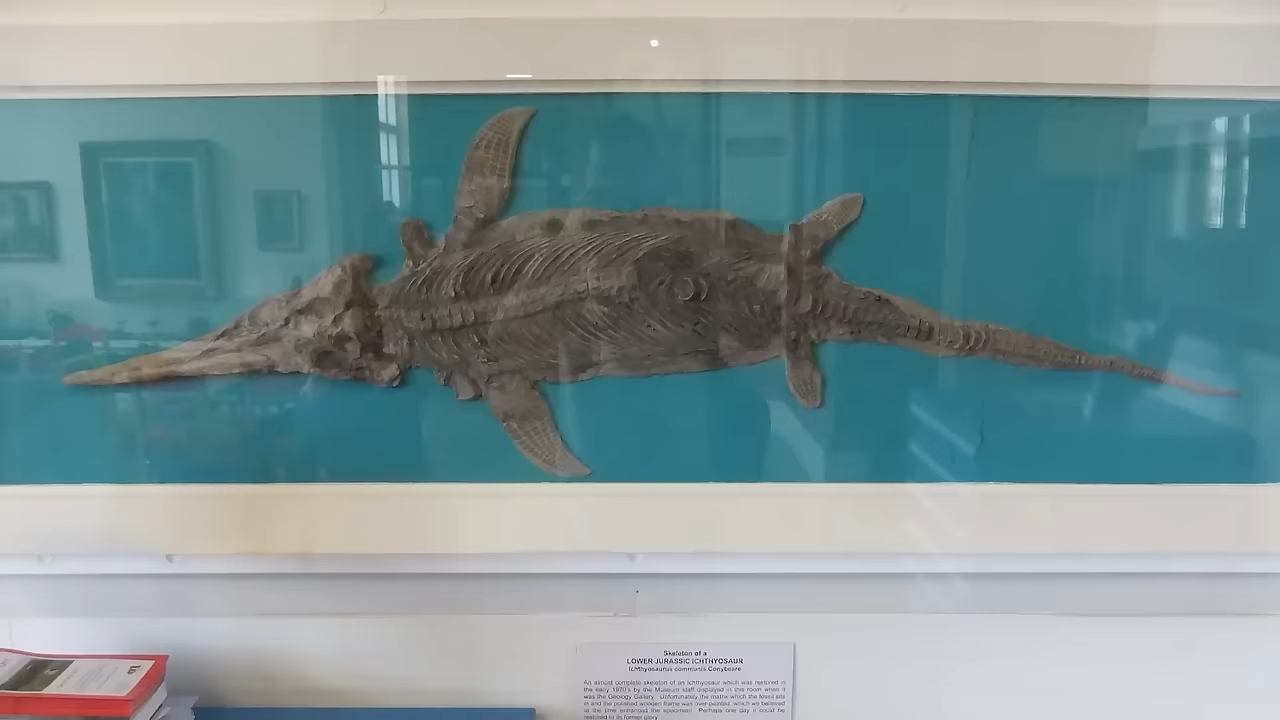 Skeleton of a
LOWER JURASSIC ICHTHYOSAUR
Ichthyosaurus communis Conybeare
An almost complete skeleton of an Ichthyosaur which was restored in
the early 1970's by the Museum staff displayed in this room when it
was the Geology Gallery. Unfortunately the matrix which the fossil sits
in and the polished wooden frame was over-painted, which we believed
at the time enhanced the specimen. Perhaps one day it could be
restored to its former glory